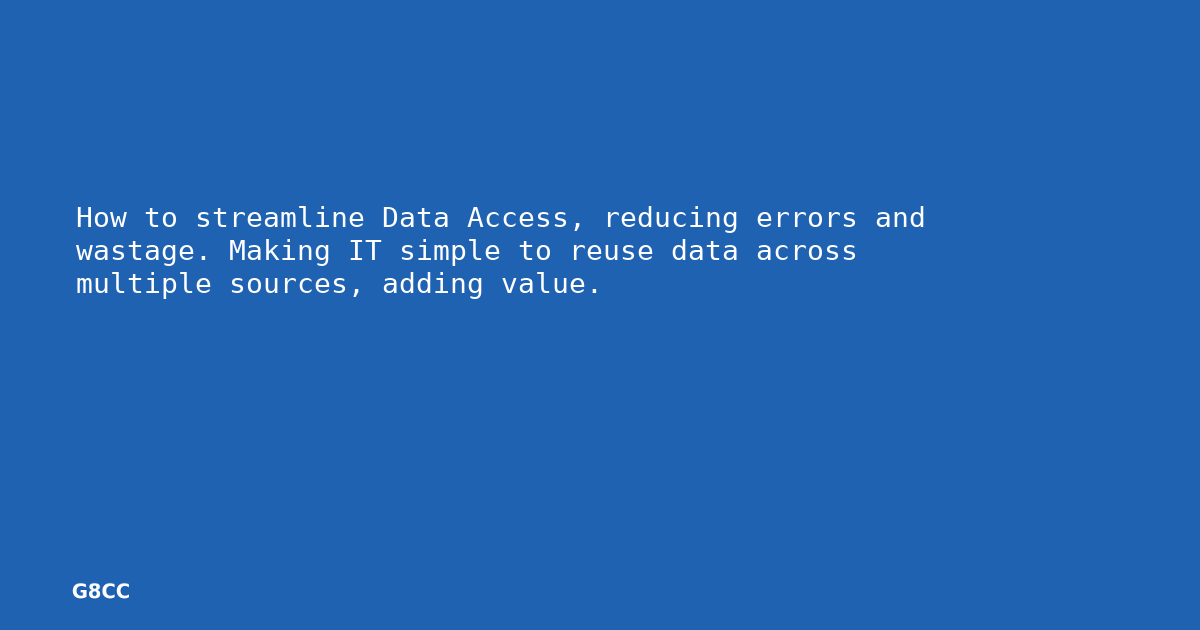 How to streamline Data Access, reducing errors and
wastage. Making IT simple to reuse data across
multiple sources, adding value.
G8CC